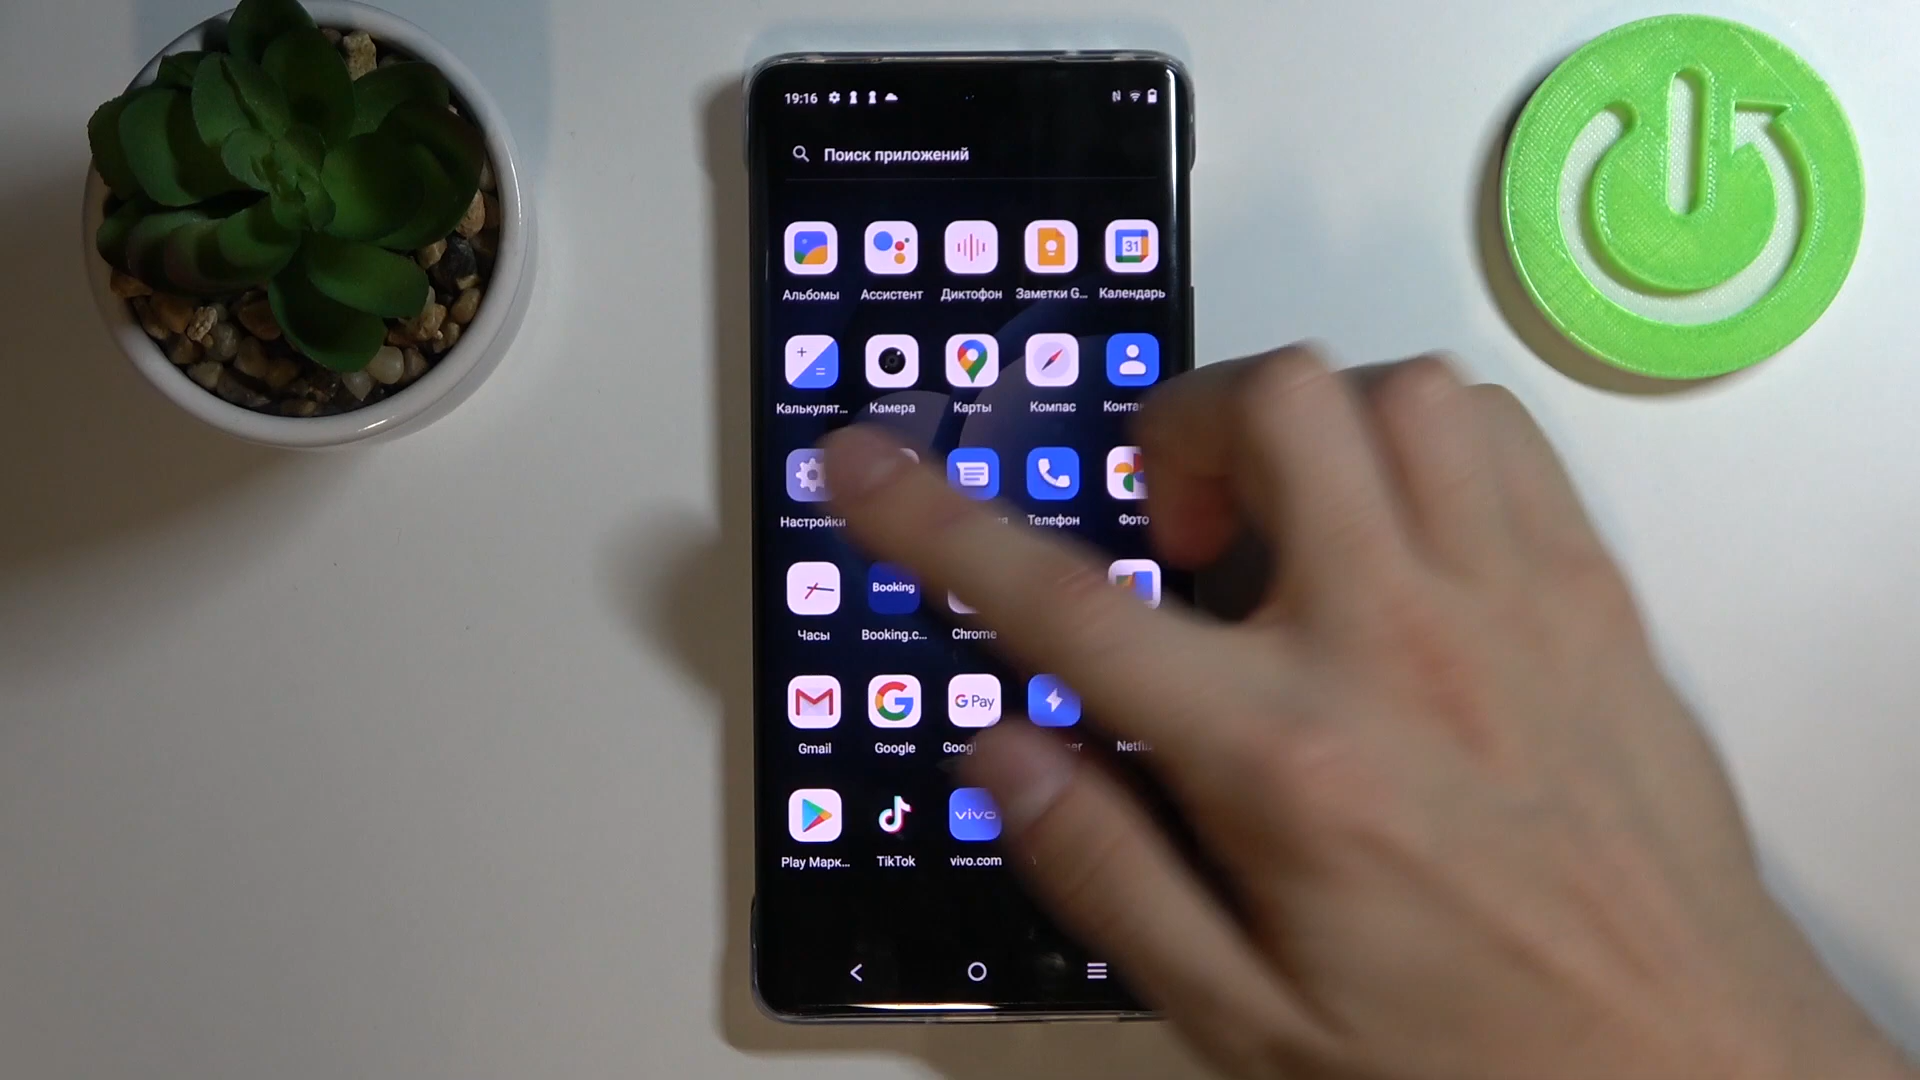 19:16
Поиск приложений
31
Альбомы Ассистент Диктофон Заметки G... Календарь
Калькулят... Камера Карты Компас
Настройки Телефон Фото
Booking
Часы Booking.c... Chrome
G Pay
Gmail Google
vivo
Play Марк... TikTok vivo.com